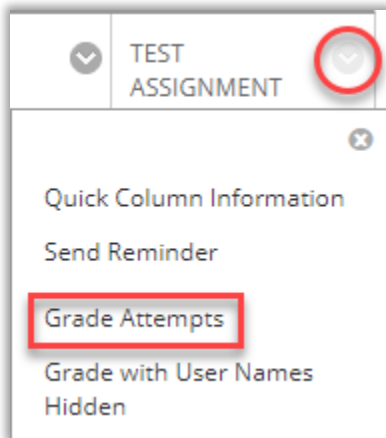 TEST
ASSIGNMENT
Quick Column Information
Send Reminder
Grade Attempts
Grade with User Names
Hidden